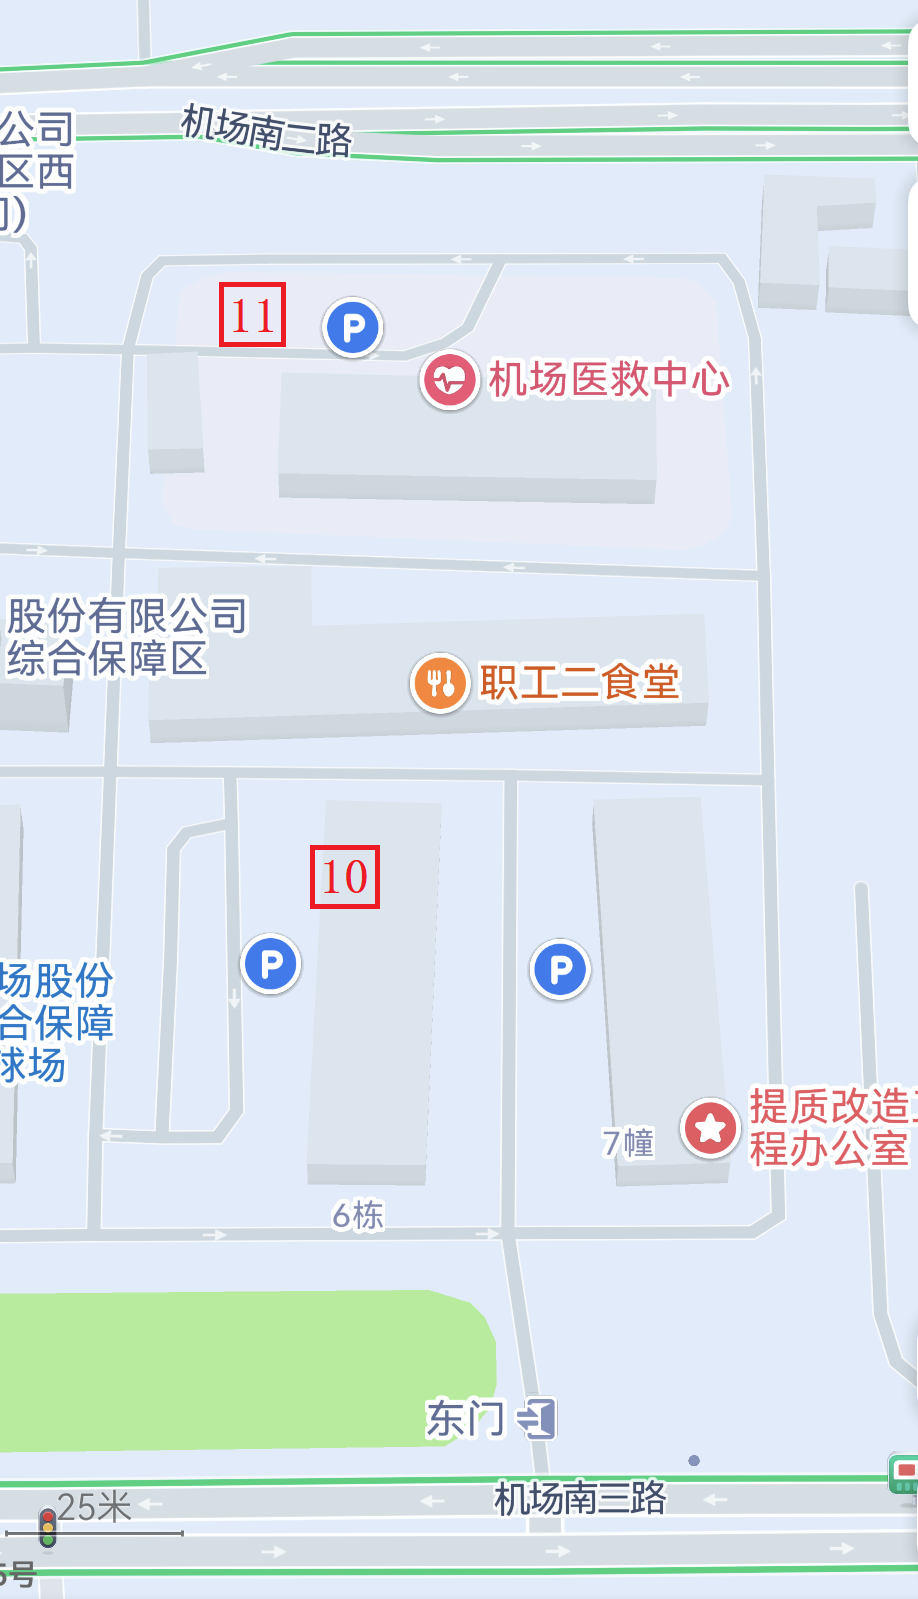 机场南二路
公司
区西
门)
11
P
机场医救中心
股份有限公司
综合保障区
职工二食堂
10
P
P
场股份
合保障
球场
提质改造工
程办公室
7幢
6栋
东门
机场南三路
25米
5号